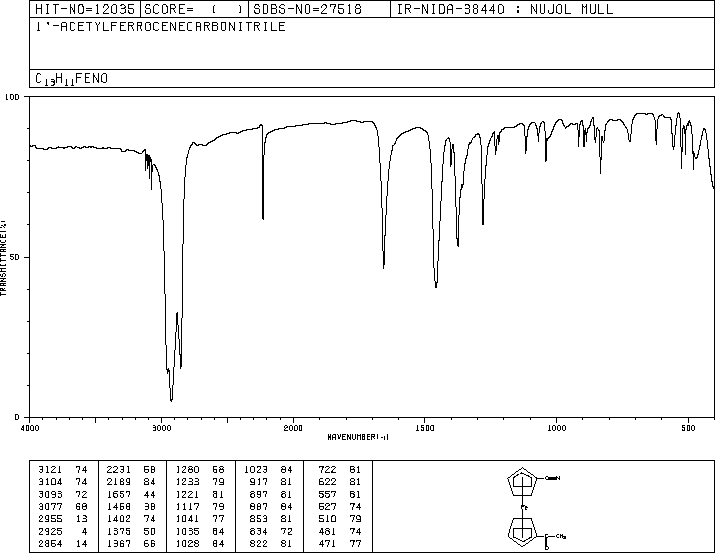 HIT-NO=12035 SCORE= ( ) SDBS-NO=27518 IR-NIDA-38440 : NUJOL MULL
1'-ACETYLFERROCENECARBONITRILE
C13H11FENO
100
50
0
TRANSMITTANCE(%)
4000 3000 2000 1500 1000 500
WAVENUMBER(-1)
3121 74 2231 58 1280 58 1023 84 722 81
3104 74 2189 84 1233 79 917 81 622 81
3093 72 1657 44 1221 81 897 81 557 81
3077 68 1458 38 1117 79 887 84 527 74
2955 13 1402 74 1041 77 853 81 510 79
2925 4 1375 50 1035 84 834 72 481 74
2854 14 1367 66 1028 84 822 81 471 77
C≡N
Fe
C-CH3
O